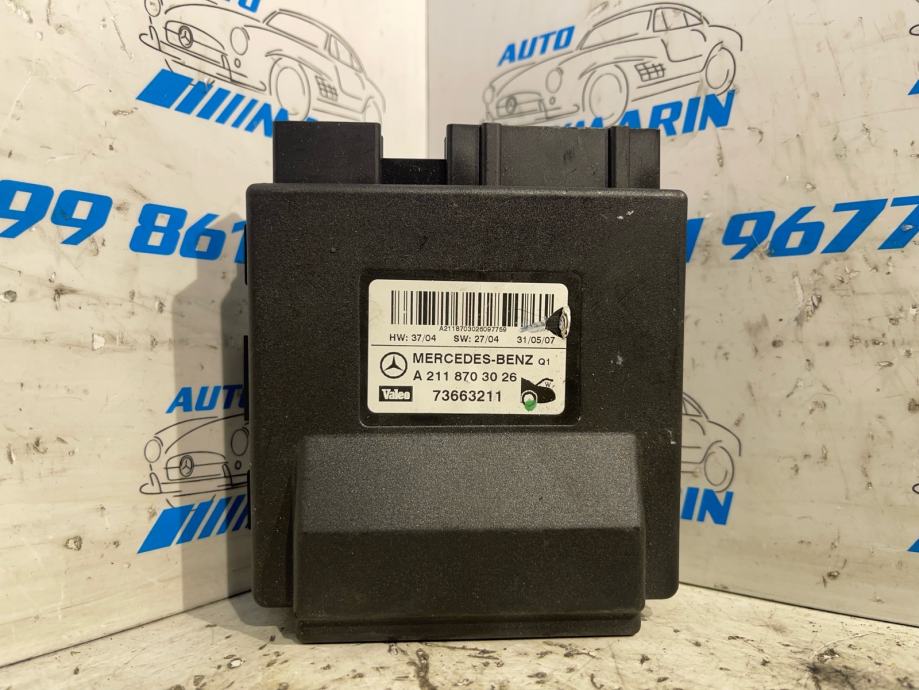 AUTO
MARIN
AUTO
MARIN
99 861
9677
A2118703026097759
HW: 37/04 SW: 27/04 31/05/07
MERCEDES-BENZ Q1
A 211 870 30 26
Valeo 73663211
AUTO